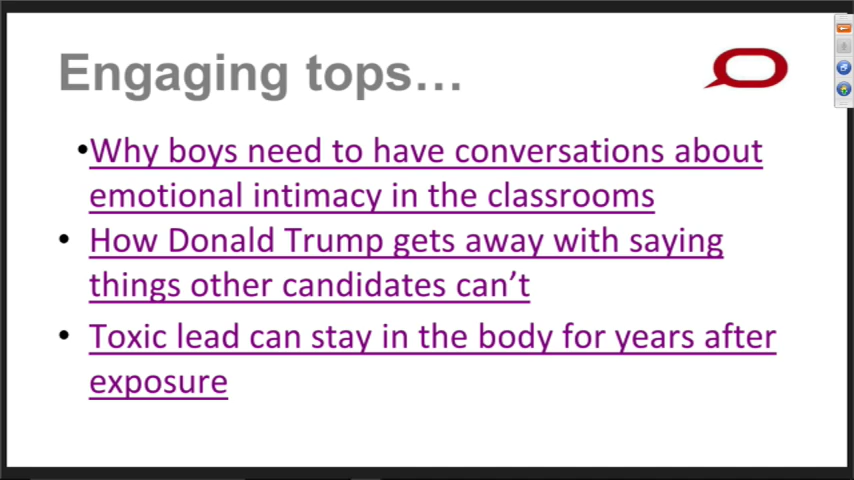 Engaging tops…
•Why boys need to have conversations about
emotional intimacy in the classrooms
• How Donald Trump gets away with saying
things other candidates can’t
• Toxic lead can stay in the body for years after
exposure